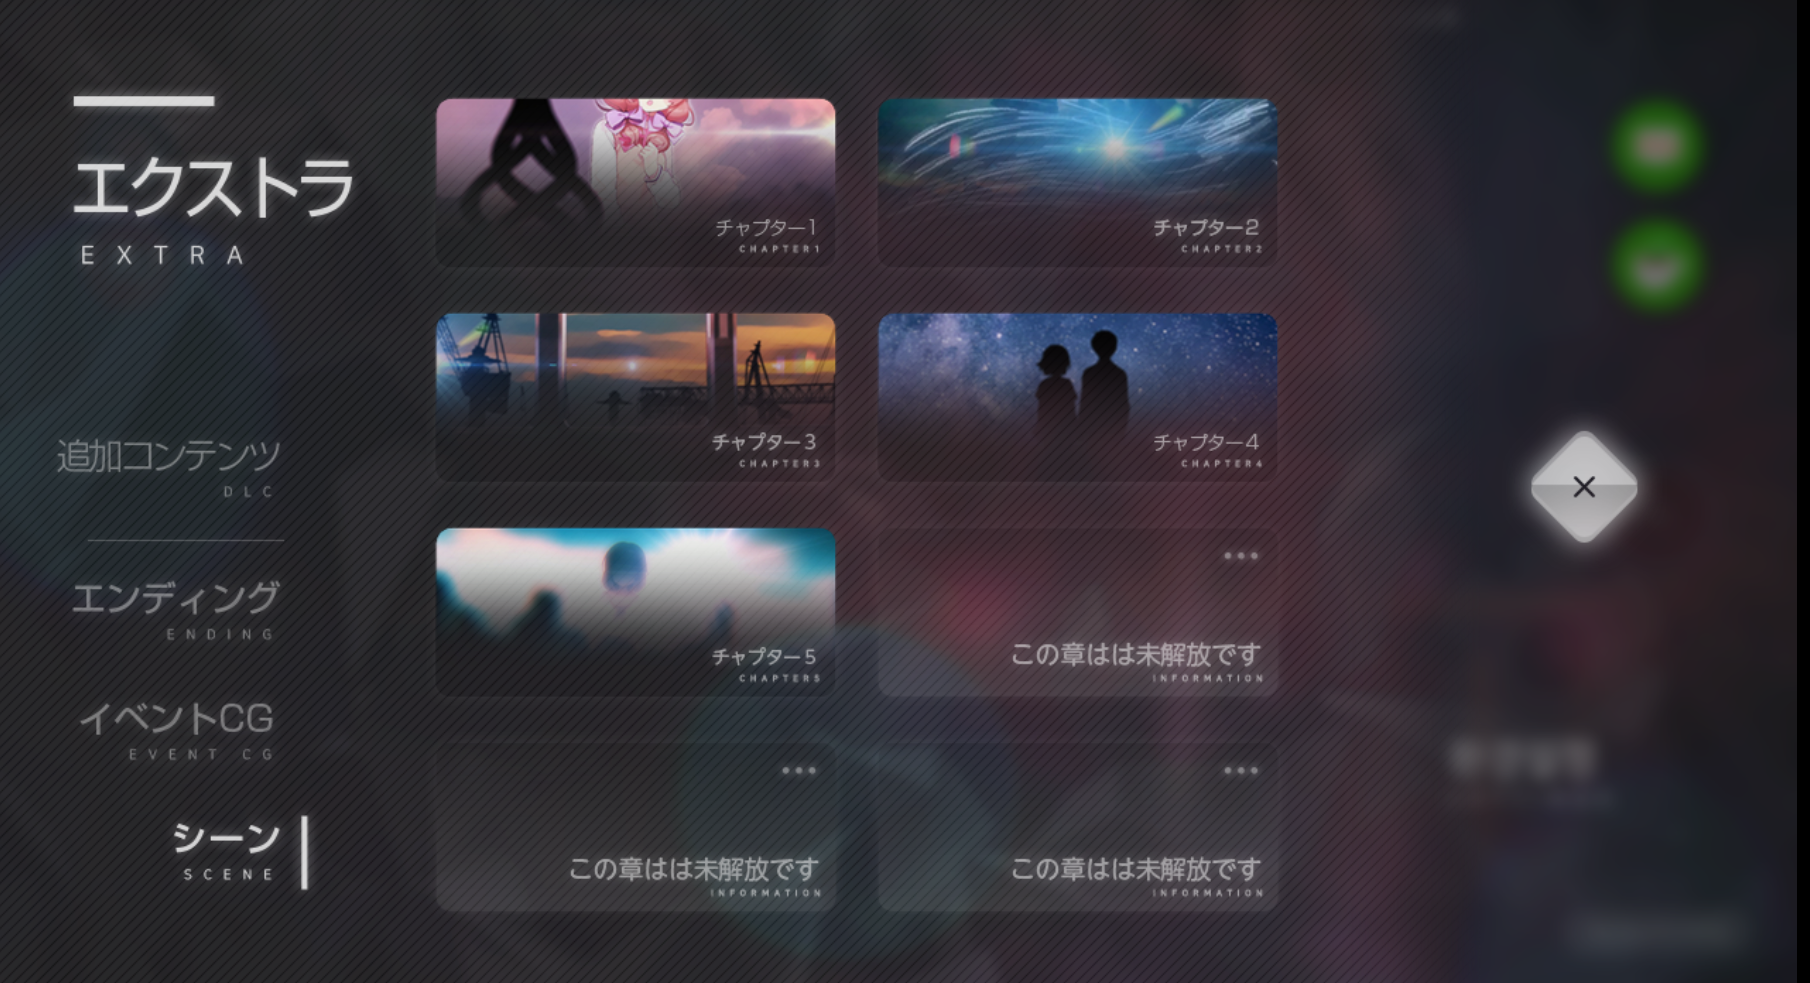 エクストラ
EXTRA
追加コンテンツ
DLC
エンディング
ENDING
イベントCG
EVENT CG
シーン
SCENE
チャプター1
CHAPTER1
チャプター2
CHAPTER2
チャプター3
CHAPTER3
チャプター4
CHAPTER4
チャプター5
CHAPTER5
この章はは未解放です
INFORMATION
この章はは未解放です
INFORMATION
この章はは未解放です
INFORMATION